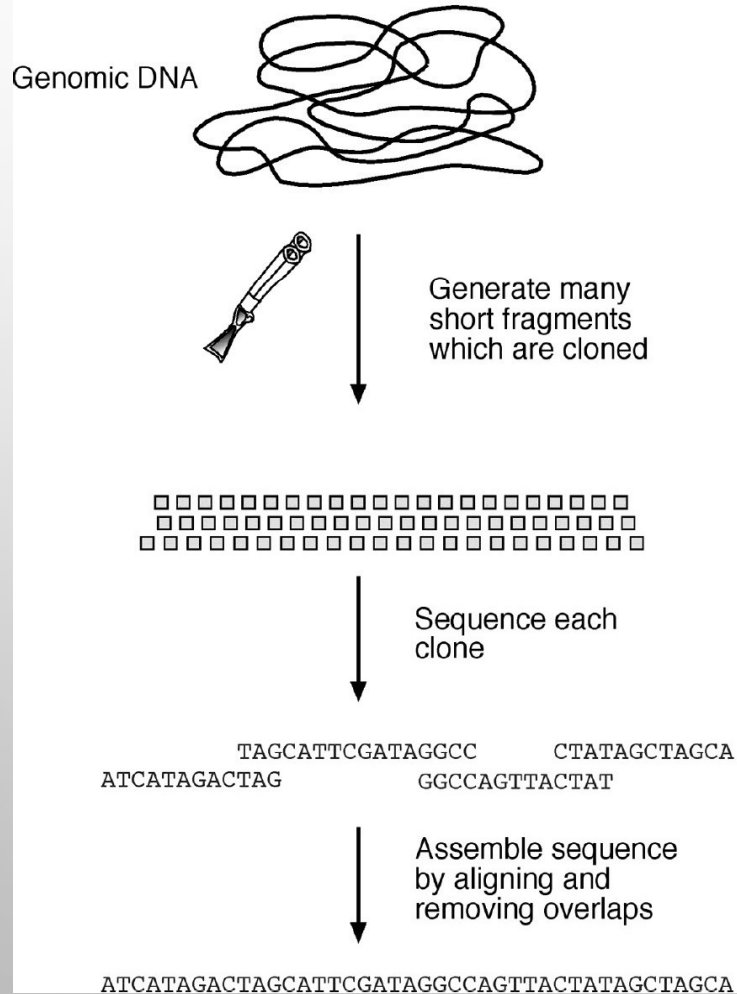 Genomic DNA
Generate many
short fragments
which are cloned
Sequence each
clone
TAGCATTCGATAGGCC CTATAGCTAGCA
ATCATAGACTAG GGCCAGTTACTAT
Assemble sequence
by aligning and
removing overlaps
ATCATAGACTAGCATTCGATAGGCCAGTTACTATAGCTAGCA